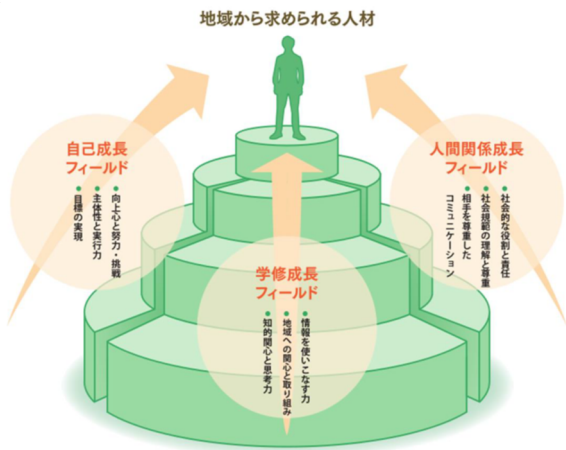 地域から求められる人材
自己成長
フィールド
●向上心と努力・挑戦
●主体性と実行力
●目標の実現
人間関係成長
フィールド
●社会的な役割と責任
●社会規範の理解と尊重
●相手を尊重した
コミュニケーション
学修成長
フィールド
●情報を使いこなす力
●地域への関心と取り組み
●知的関心と思考力